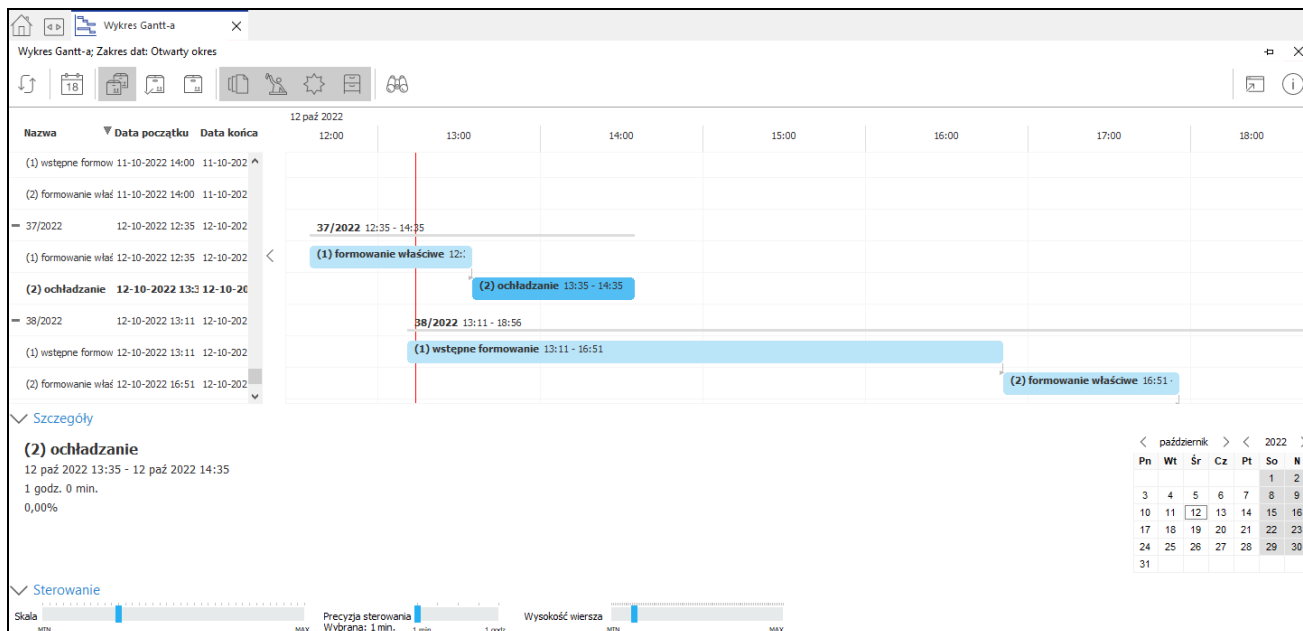 Wykres Gantt-a
Wykres Gantt-a; Zakres dat: Otwarty okres
18
12 paź 2022
Nazwa Data początku Data końca 12:00 13:00 14:00 15:00 16:00 17:00 18:00
(1) wstępne formow 11-10-2022 14:00 11-10-202
(2) formowanie właś 11-10-2022 14:00 11-10-202
37/2022 12-10-2022 12:35 12-10-202 37/2022 12:35 - 14:35
(1) formowanie właś 12-10-2022 12:35 12-10-202 (1) formowanie właściwe 12:
(2) ochładzanie 12-10-2022 13:3 12-10-20 (2) ochładzanie 13:35 - 14:35
38/2022 12-10-2022 13:11 12-10-202 38/2022 13:11 - 18:56
(1) wstępne formow 12-10-2022 13:11 12-10-202 (1) wstępne formowanie 13:11 - 16:51
(2) formowanie właś 12-10-2022 16:51 12-10-202 (2) formowanie właściwe 16:51 -
Szczegóły
(2) ochładzanie
12 paź 2022 13:35 - 12 paź 2022 14:35
1 godz. 0 min.
0,00%
październik 2022
Pn Wt Śr Cz Pt So N
1 2
3 4 5 6 7 8 9
10 11 12 13 14 15 16
17 18 19 20 21 22 23
24 25 26 27 28 29 30
31
Sterowanie
Skala MIN MAX
Precyzja sterowania
Wybrana: 1 min. 1 min 1 godz
Wysokość wiersza MIN MAX